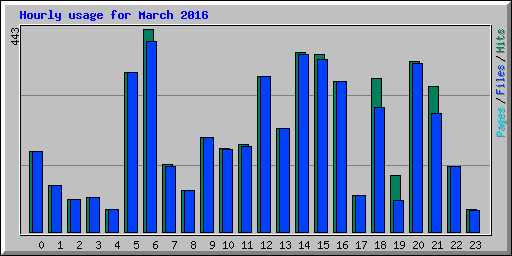 Hourly usage for March 2016
443
Pages/Files/Hits
0 1 2 3 4 5 6 7 8 9 10 11 12 13 14 15 16 17 18 19 20 21 22 23